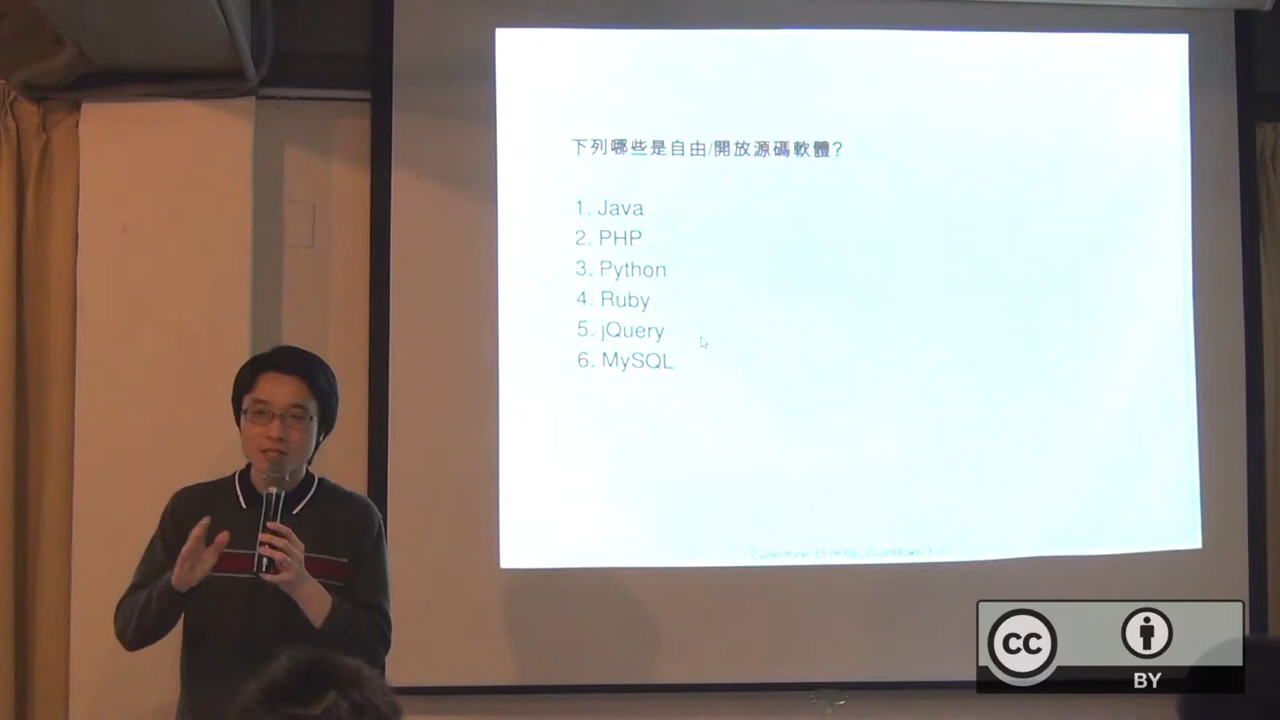 下列哪些是自由/開放源碼軟體?
1. Java
2. PHP
3. Python
4. Ruby
5. jQuery
6. MySQL
CC
BY